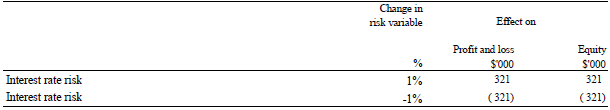 Change in
risk variable Effect on
Profit and loss Equity
% $'000 $'000
Interest rate risk 1% 321 321
Interest rate risk -1% (321) (321)